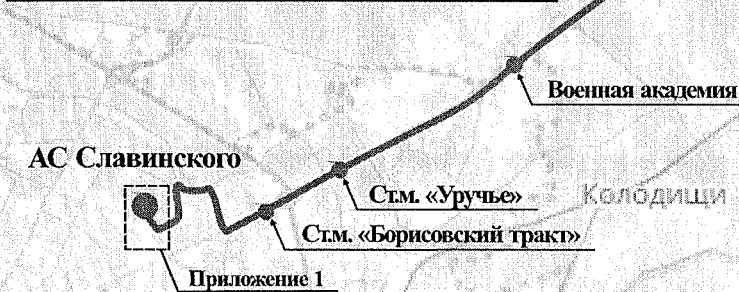 Военная академия
АС Славинского
Ст.м. «Уручье»
Колодищи
Ст.м. «Борисовский тракт»
Приложение 1